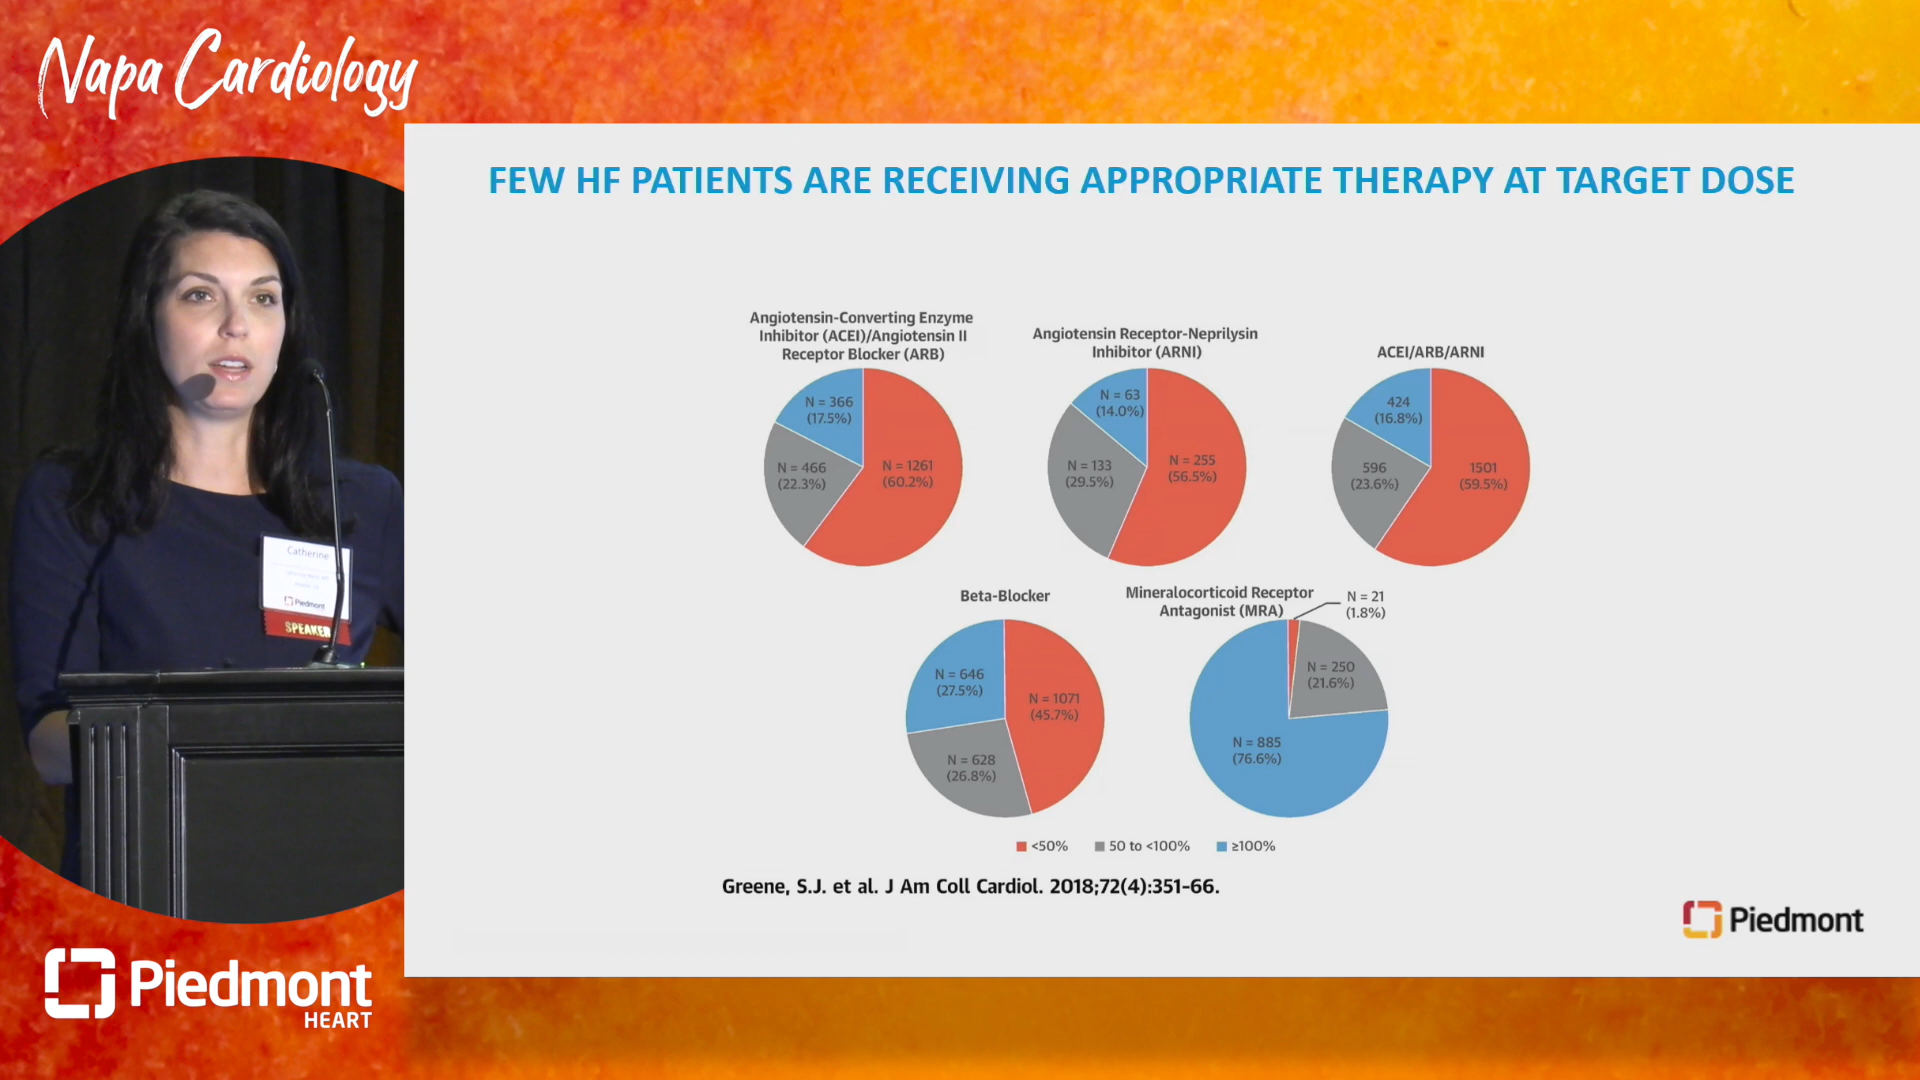 Napa Cardiology
FEW HF PATIENTS ARE RECEIVING APPROPRIATE THERAPY AT TARGET DOSE
Angiotensin-Converting Enzyme
Inhibitor (ACEI)/Angiotensin II
Receptor Blocker (ARB)
N = 366
(17.5%)
N = 466
(22.3%)
N = 1261
(60.2%)
Angiotensin Receptor-Neprilysin
Inhibitor (ARNI)
N = 63
(14.0%)
N = 133
(29.5%)
N = 255
(56.5%)
ACEI/ARB/ARNI
424
(16.8%)
596
(23.6%)
1501
(59.5%)
Beta-Blocker
N = 646
(27.5%)
N = 1071
(45.7%)
N = 628
(26.8%)
Mineralocorticoid Receptor
Antagonist (MRA)
N = 21
(1.8%)
N = 250
(21.6%)
N = 885
(76.6%)
<50%
50 to <100%
≥100%
Greene, S.J. et al. J Am Coll Cardiol. 2018;72(4):351-66.
Piedmont
Catherine
Piedmont
SPEAKER
Piedmont
HEART